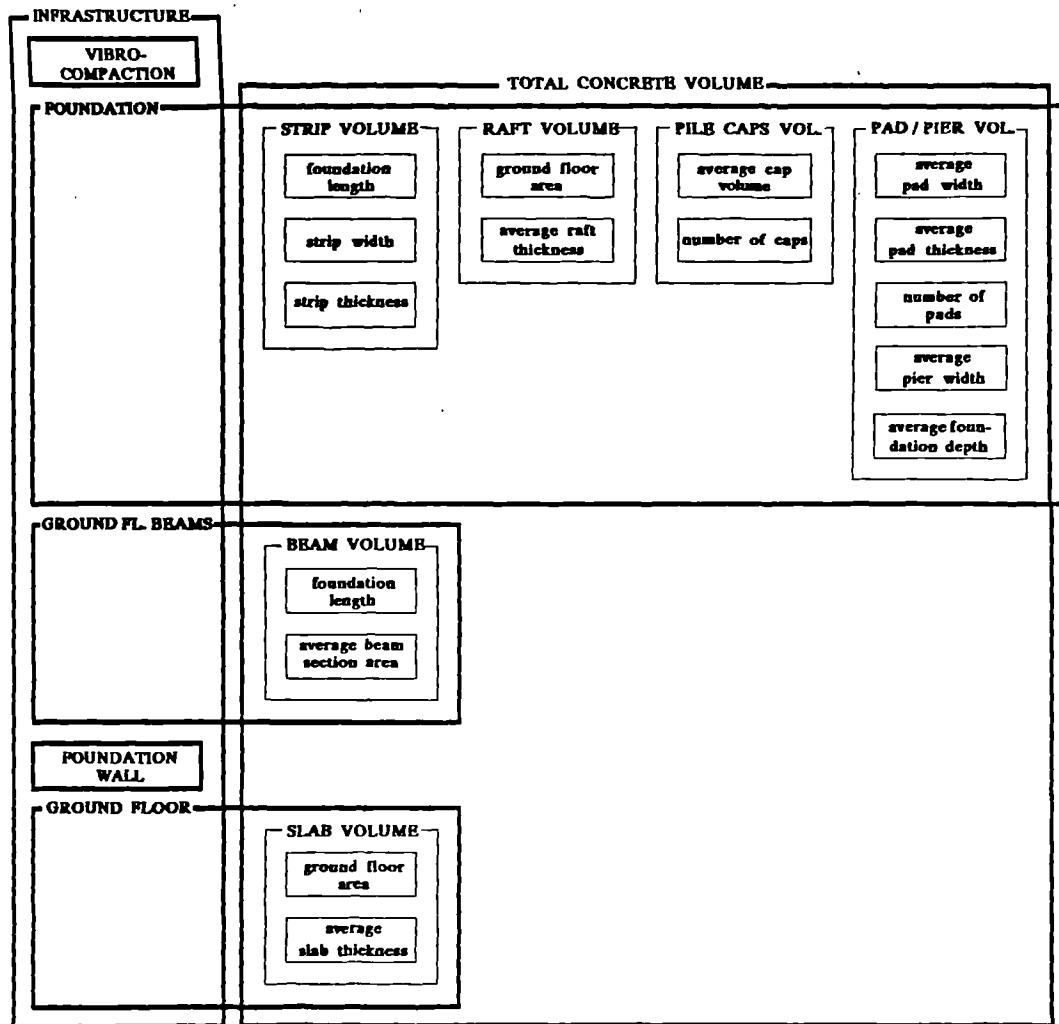 INFRASTRUCTURE
VIBRO-
COMPACTION
TOTAL CONCRETE VOLUME
FOUNDATION
STRIP VOLUME
foundation
length
strip width
strip thickness
RAFT VOLUME
ground floor
area
average raft
thickness
PILE CAPS VOL.
average cap
volume
number of caps
PAD / PIER VOL.
average
pad width
average
pad thickness
number of
pads
average
pier width
average foun-
dation depth
GROUND FL. BEAMS
BEAM VOLUME
foundation
length
average beam
section area
FOUNDATION
WALL
GROUND FLOOR
SLAB VOLUME
ground floor
area
average
slab thickness